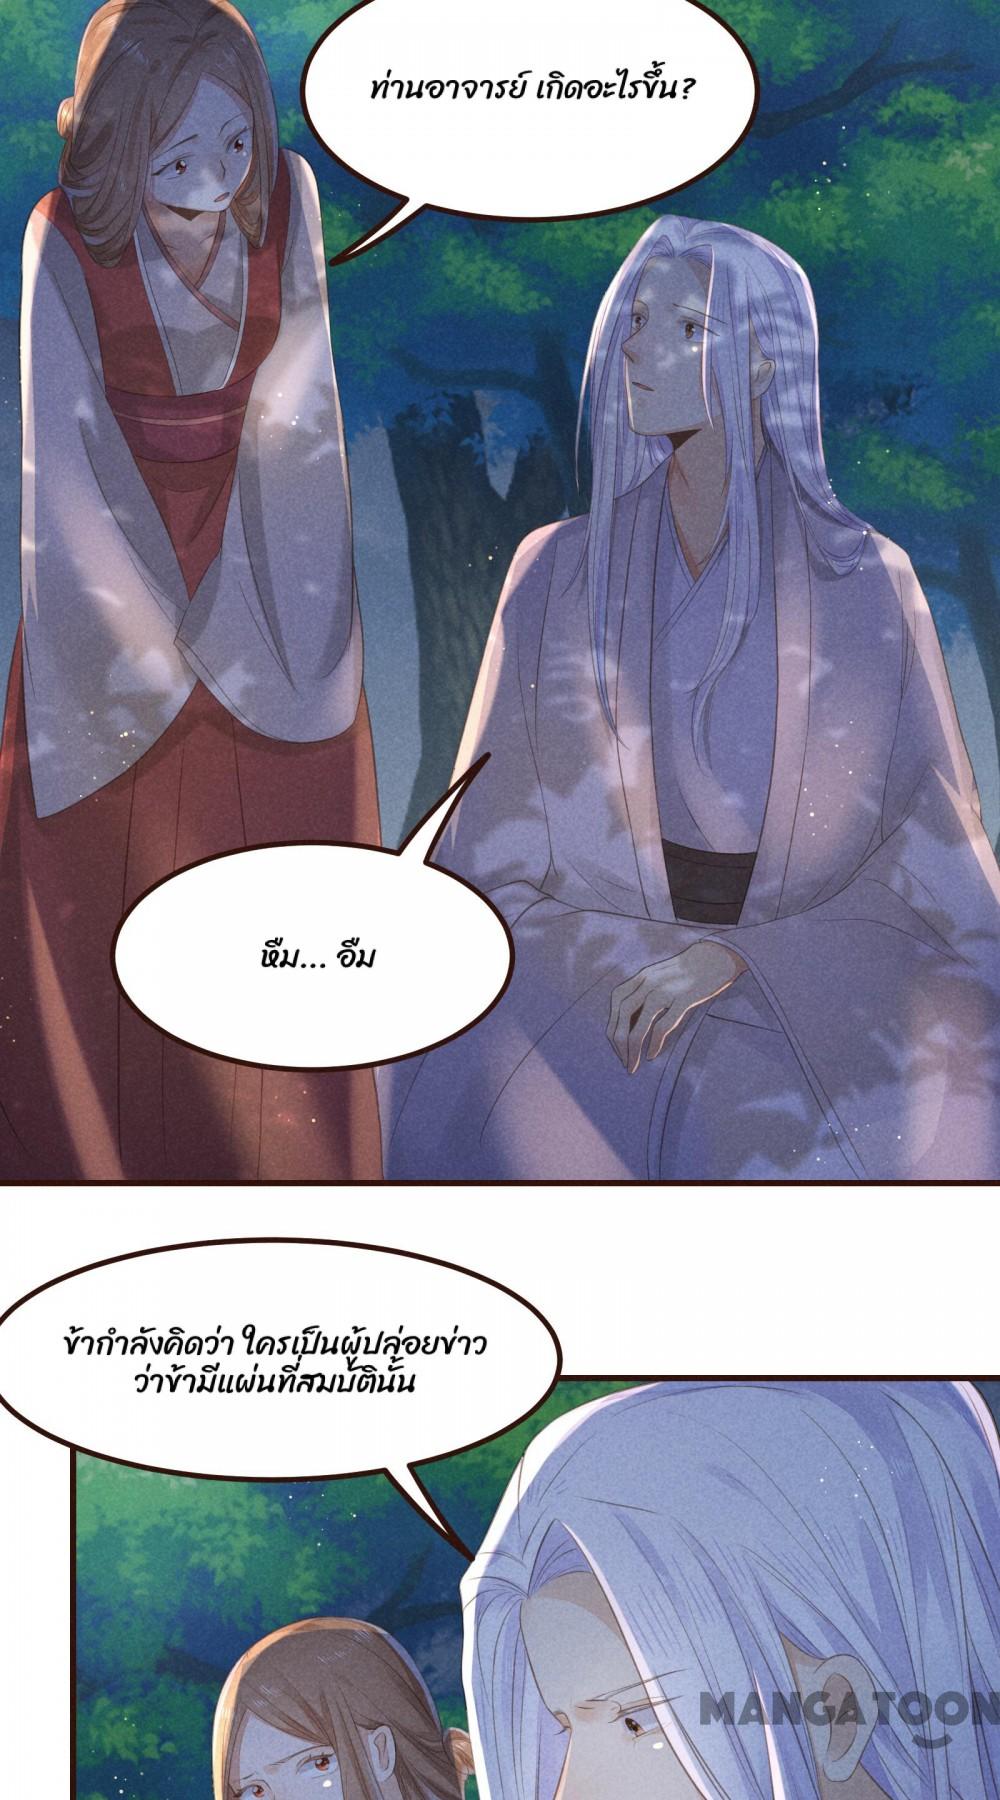 ท่านอาจารย์ เกิดอะไรขึ้น?
หืม... อืม
ข้ากำลังคิดว่า ใครเป็นผู้ปล่อยข่าว
ว่าข้ามีแผ่นที่สมบัตินั้น
MANGATOON